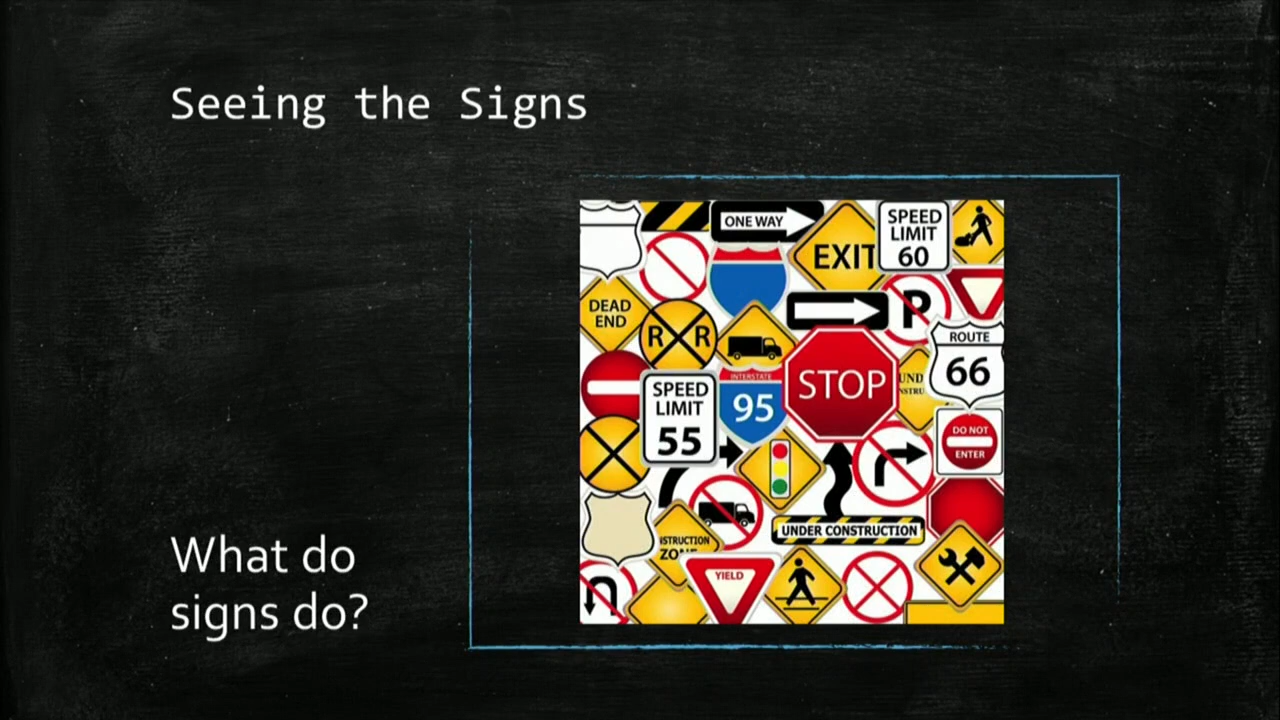 Seeing the Signs
ONE WAY
SPEED
LIMIT
60
EXIT
DEAD
END
R R
P
ROUTE
66
INTERSTATE
95
STOP
SPEED
LIMIT
55
DO NOT
ENTER
UNDER CONSTRUCTION
ZONE
YIELD
What do
signs do?